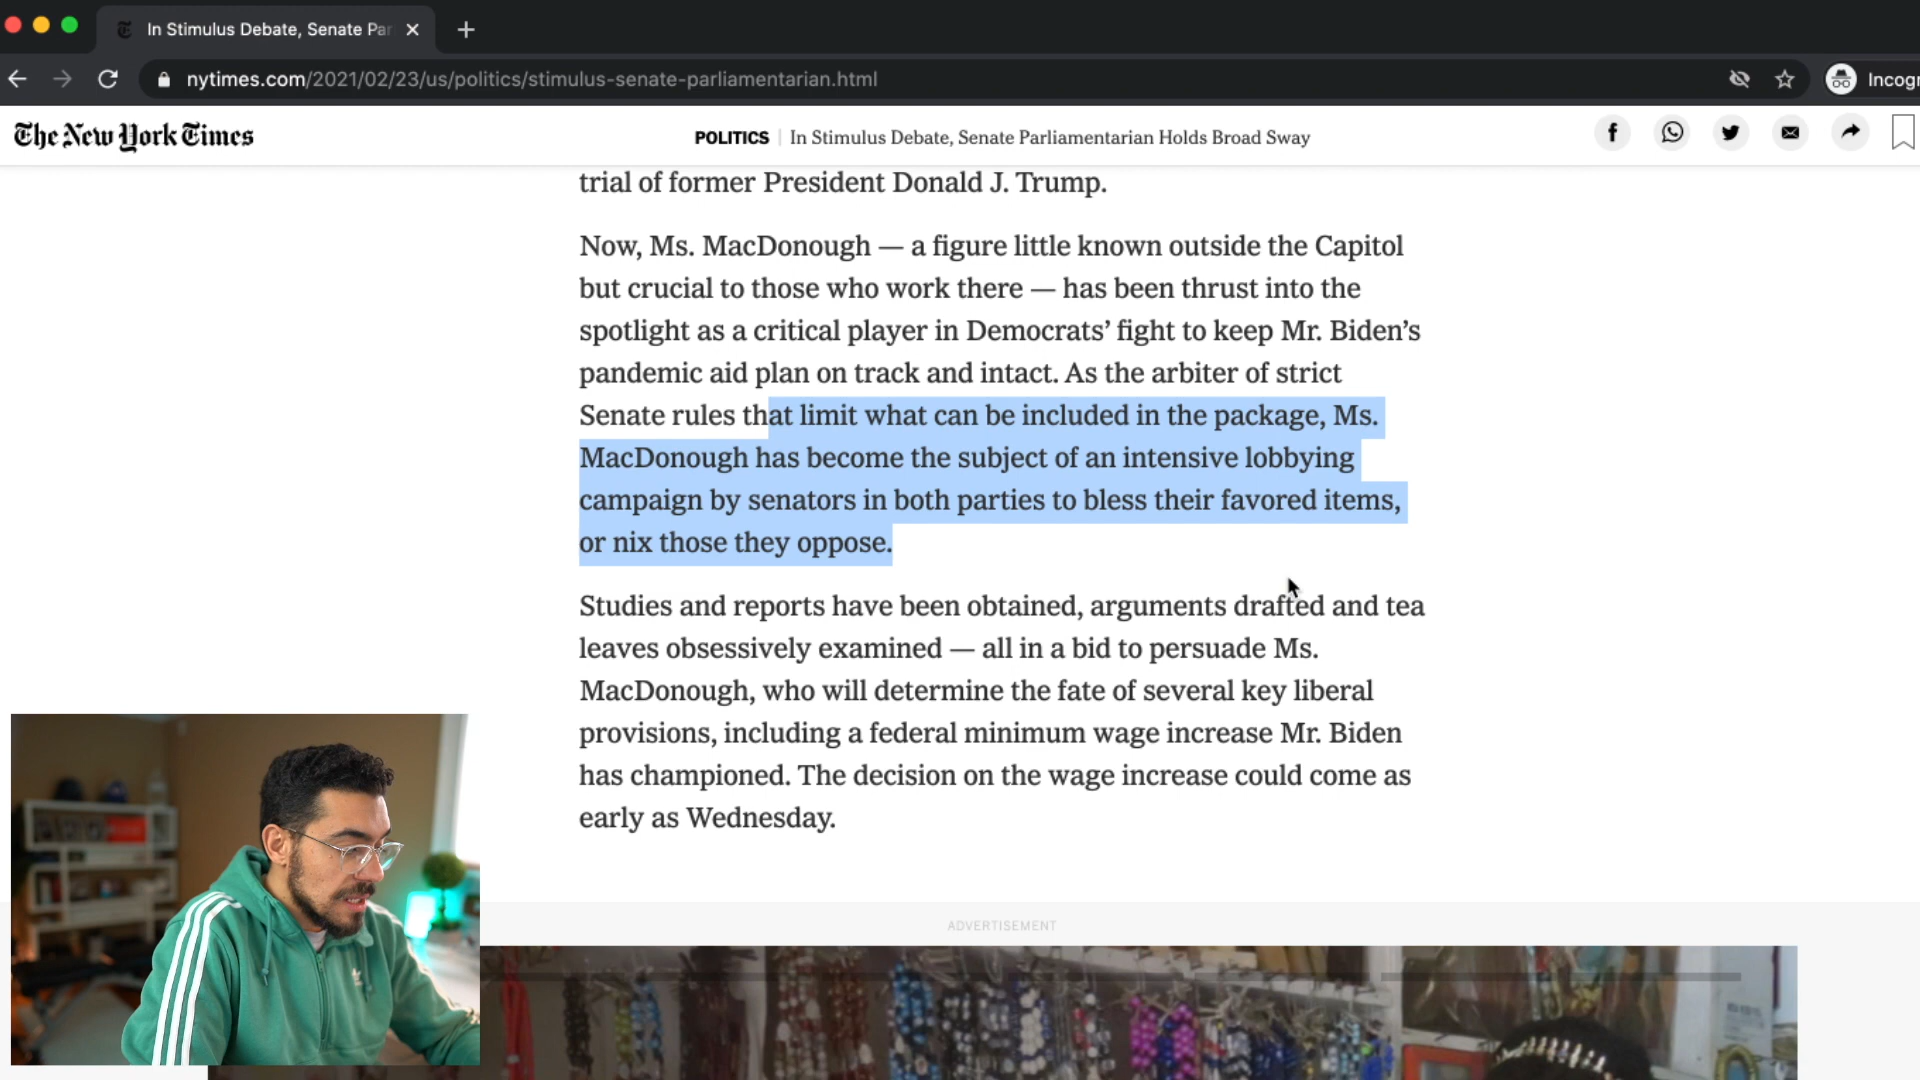 In Stimulus Debate, Senate Par
nytimes.com/2021/02/23/us/politics/stimulus-senate-parliamentarian.html
Incogn
The New York Times
POLITICS | In Stimulus Debate, Senate Parliamentarian Holds Broad Sway
trial of former President Donald J. Trump.
Now, Ms. MacDonough — a figure little known outside the Capitol
but crucial to those who work there — has been thrust into the
spotlight as a critical player in Democrats’ fight to keep Mr. Biden’s
pandemic aid plan on track and intact. As the arbiter of strict
Senate rules that limit what can be included in the package, Ms.
MacDonough has become the subject of an intensive lobbying
campaign by senators in both parties to bless their favored items,
or nix those they oppose.
Studies and reports have been obtained, arguments drafted and tea
leaves obsessively examined — all in a bid to persuade Ms.
MacDonough, who will determine the fate of several key liberal
provisions, including a federal minimum wage increase Mr. Biden
has championed. The decision on the wage increase could come as
early as Wednesday.
ADVERTISEMENT